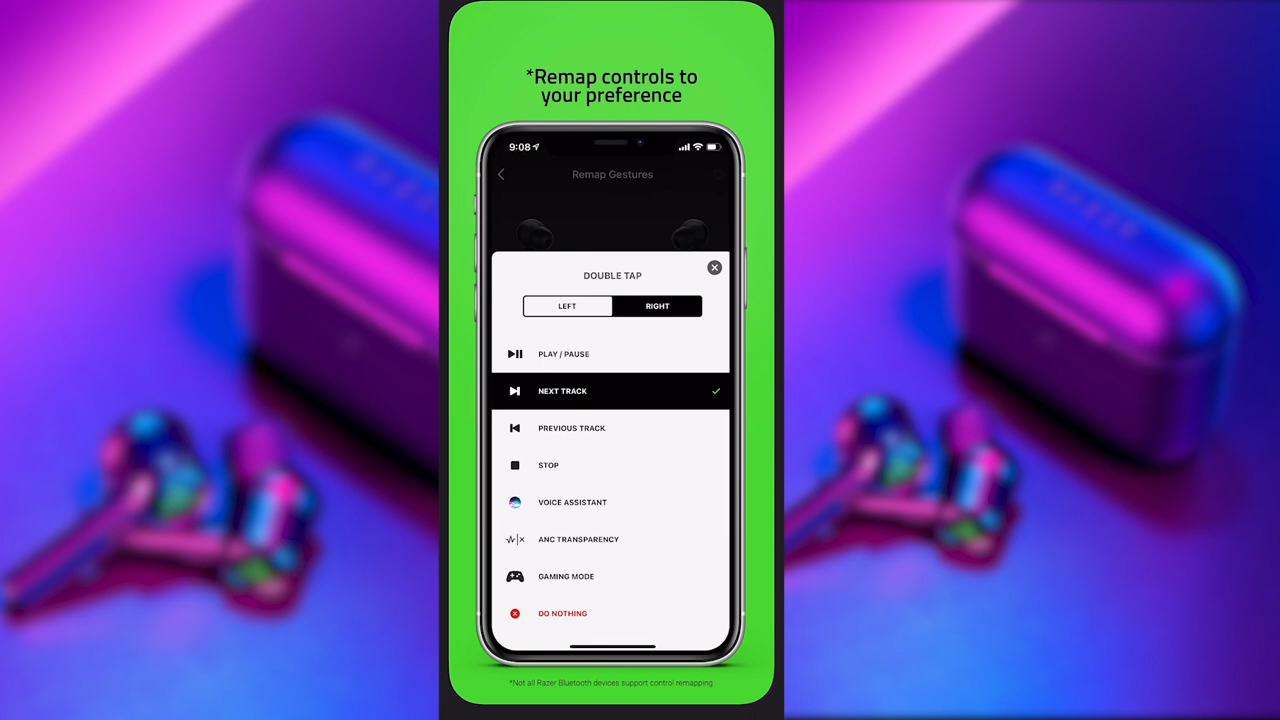 *Remap controls to
your preference
9:08
Remap Gestures
DOUBLE TAP
LEFT
RIGHT
PLAY / PAUSE
NEXT TRACK
PREVIOUS TRACK
STOP
VOICE ASSISTANT
ANC TRANSPARENCY
GAMING MODE
DO NOTHING
*Not all Razer Bluetooth devices support control remapping